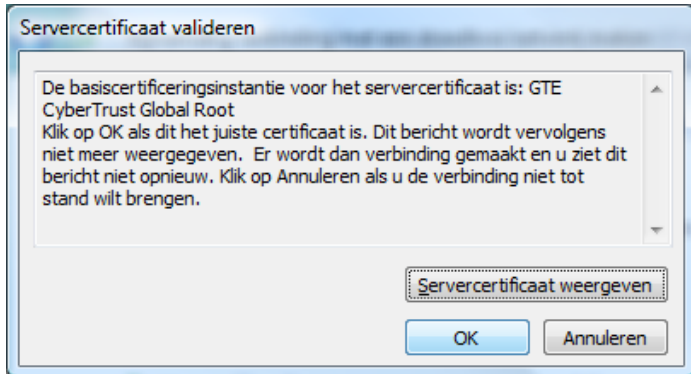 Servercertificaat valideren
De basiscertificeringsinstantie voor het servercertificaat is: GTE
CyberTrust Global Root
Klik op OK als dit het juiste certificaat is. Dit bericht wordt vervolgens
niet meer weergegeven.  Er wordt dan verbinding gemaakt en u ziet dit
bericht niet opnieuw. Klik op Annuleren als u de verbinding niet tot
stand wilt brengen.
Servercertificaat weergeven
OK
Annuleren